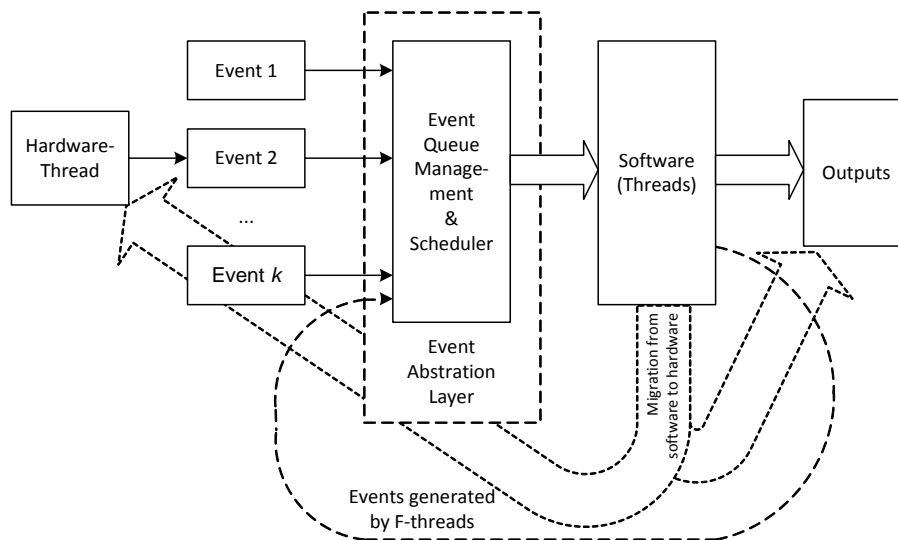 Event 1
Hardware-
Thread
Event 2
...
Event k
Event
Queue
Manage-
ment
&
Scheduler
Event
Abstration
Layer
Software
(Threads)
Outputs
Migration from
software to hardware
Events generated
by F-threads